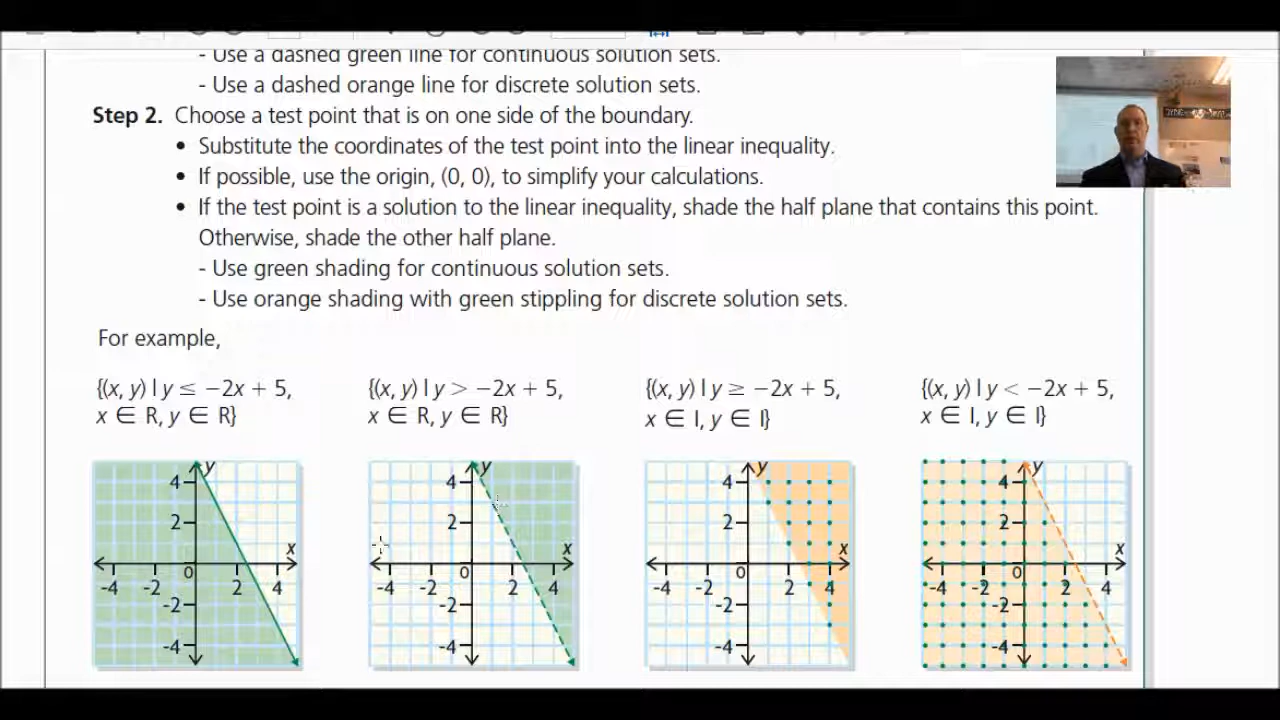 - Use a dashed green line for continuous solution sets.
- Use a dashed orange line for discrete solution sets.
Step 2. Choose a test point that is on one side of the boundary.
• Substitute the coordinates of the test point into the linear inequality.
• If possible, use the origin, (0, 0), to simplify your calculations.
• If the test point is a solution to the linear inequality, shade the half plane that contains this point.
Otherwise, shade the other half plane.
- Use green shading for continuous solution sets.
- Use orange shading with green stippling for discrete solution sets.
For example,
{(x, y) | y ≤ −2x + 5,
x ∈ R, y ∈ R}
{(x, y) | y > −2x + 5,
x ∈ R, y ∈ R}
{(x, y) | y ≥ −2x + 5,
x ∈ I, y ∈ I}
{(x, y) | y < −2x + 5,
x ∈ I, y ∈ I}
y
4
2
x
-4 -2 0 2 4
-2
-4
y
4
2
x
-4 -2 0 2 4
-2
-4
y
4
2
x
-4 -2 0 2 4
-2
-4
y
4
2
x
-4 -2 0 2 4
-2
-4